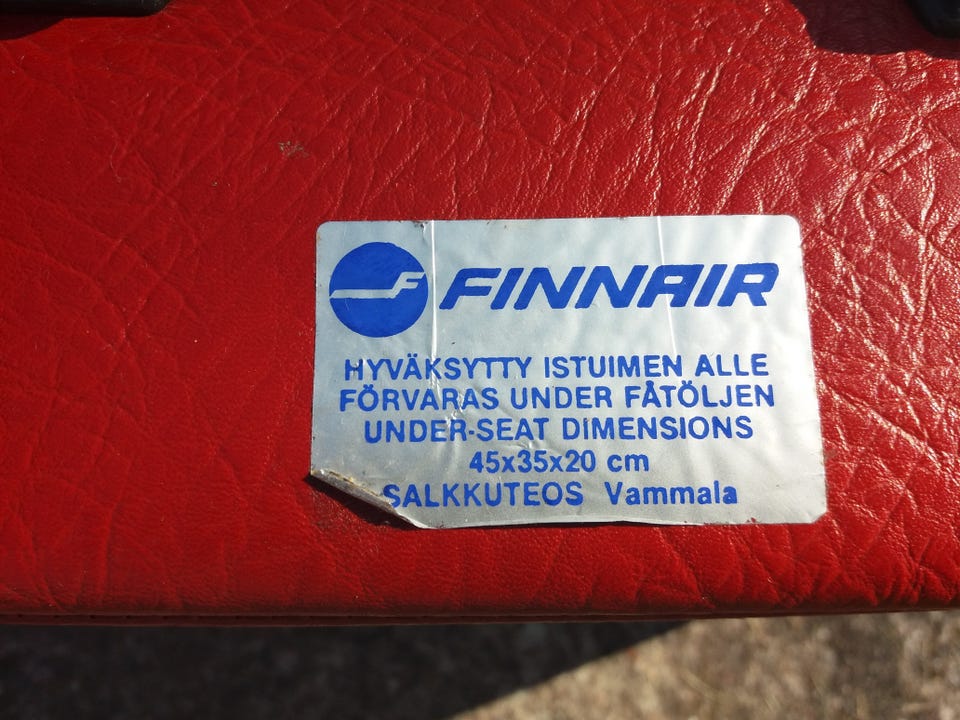 F FINNAIR
HYVÄKSYTTY ISTUIMEN ALLE
FÖRVARAS UNDER FÅTÖLJEN
UNDER-SEAT DIMENSIONS
45x35x20 cm
SALKKUTEOS Vammala